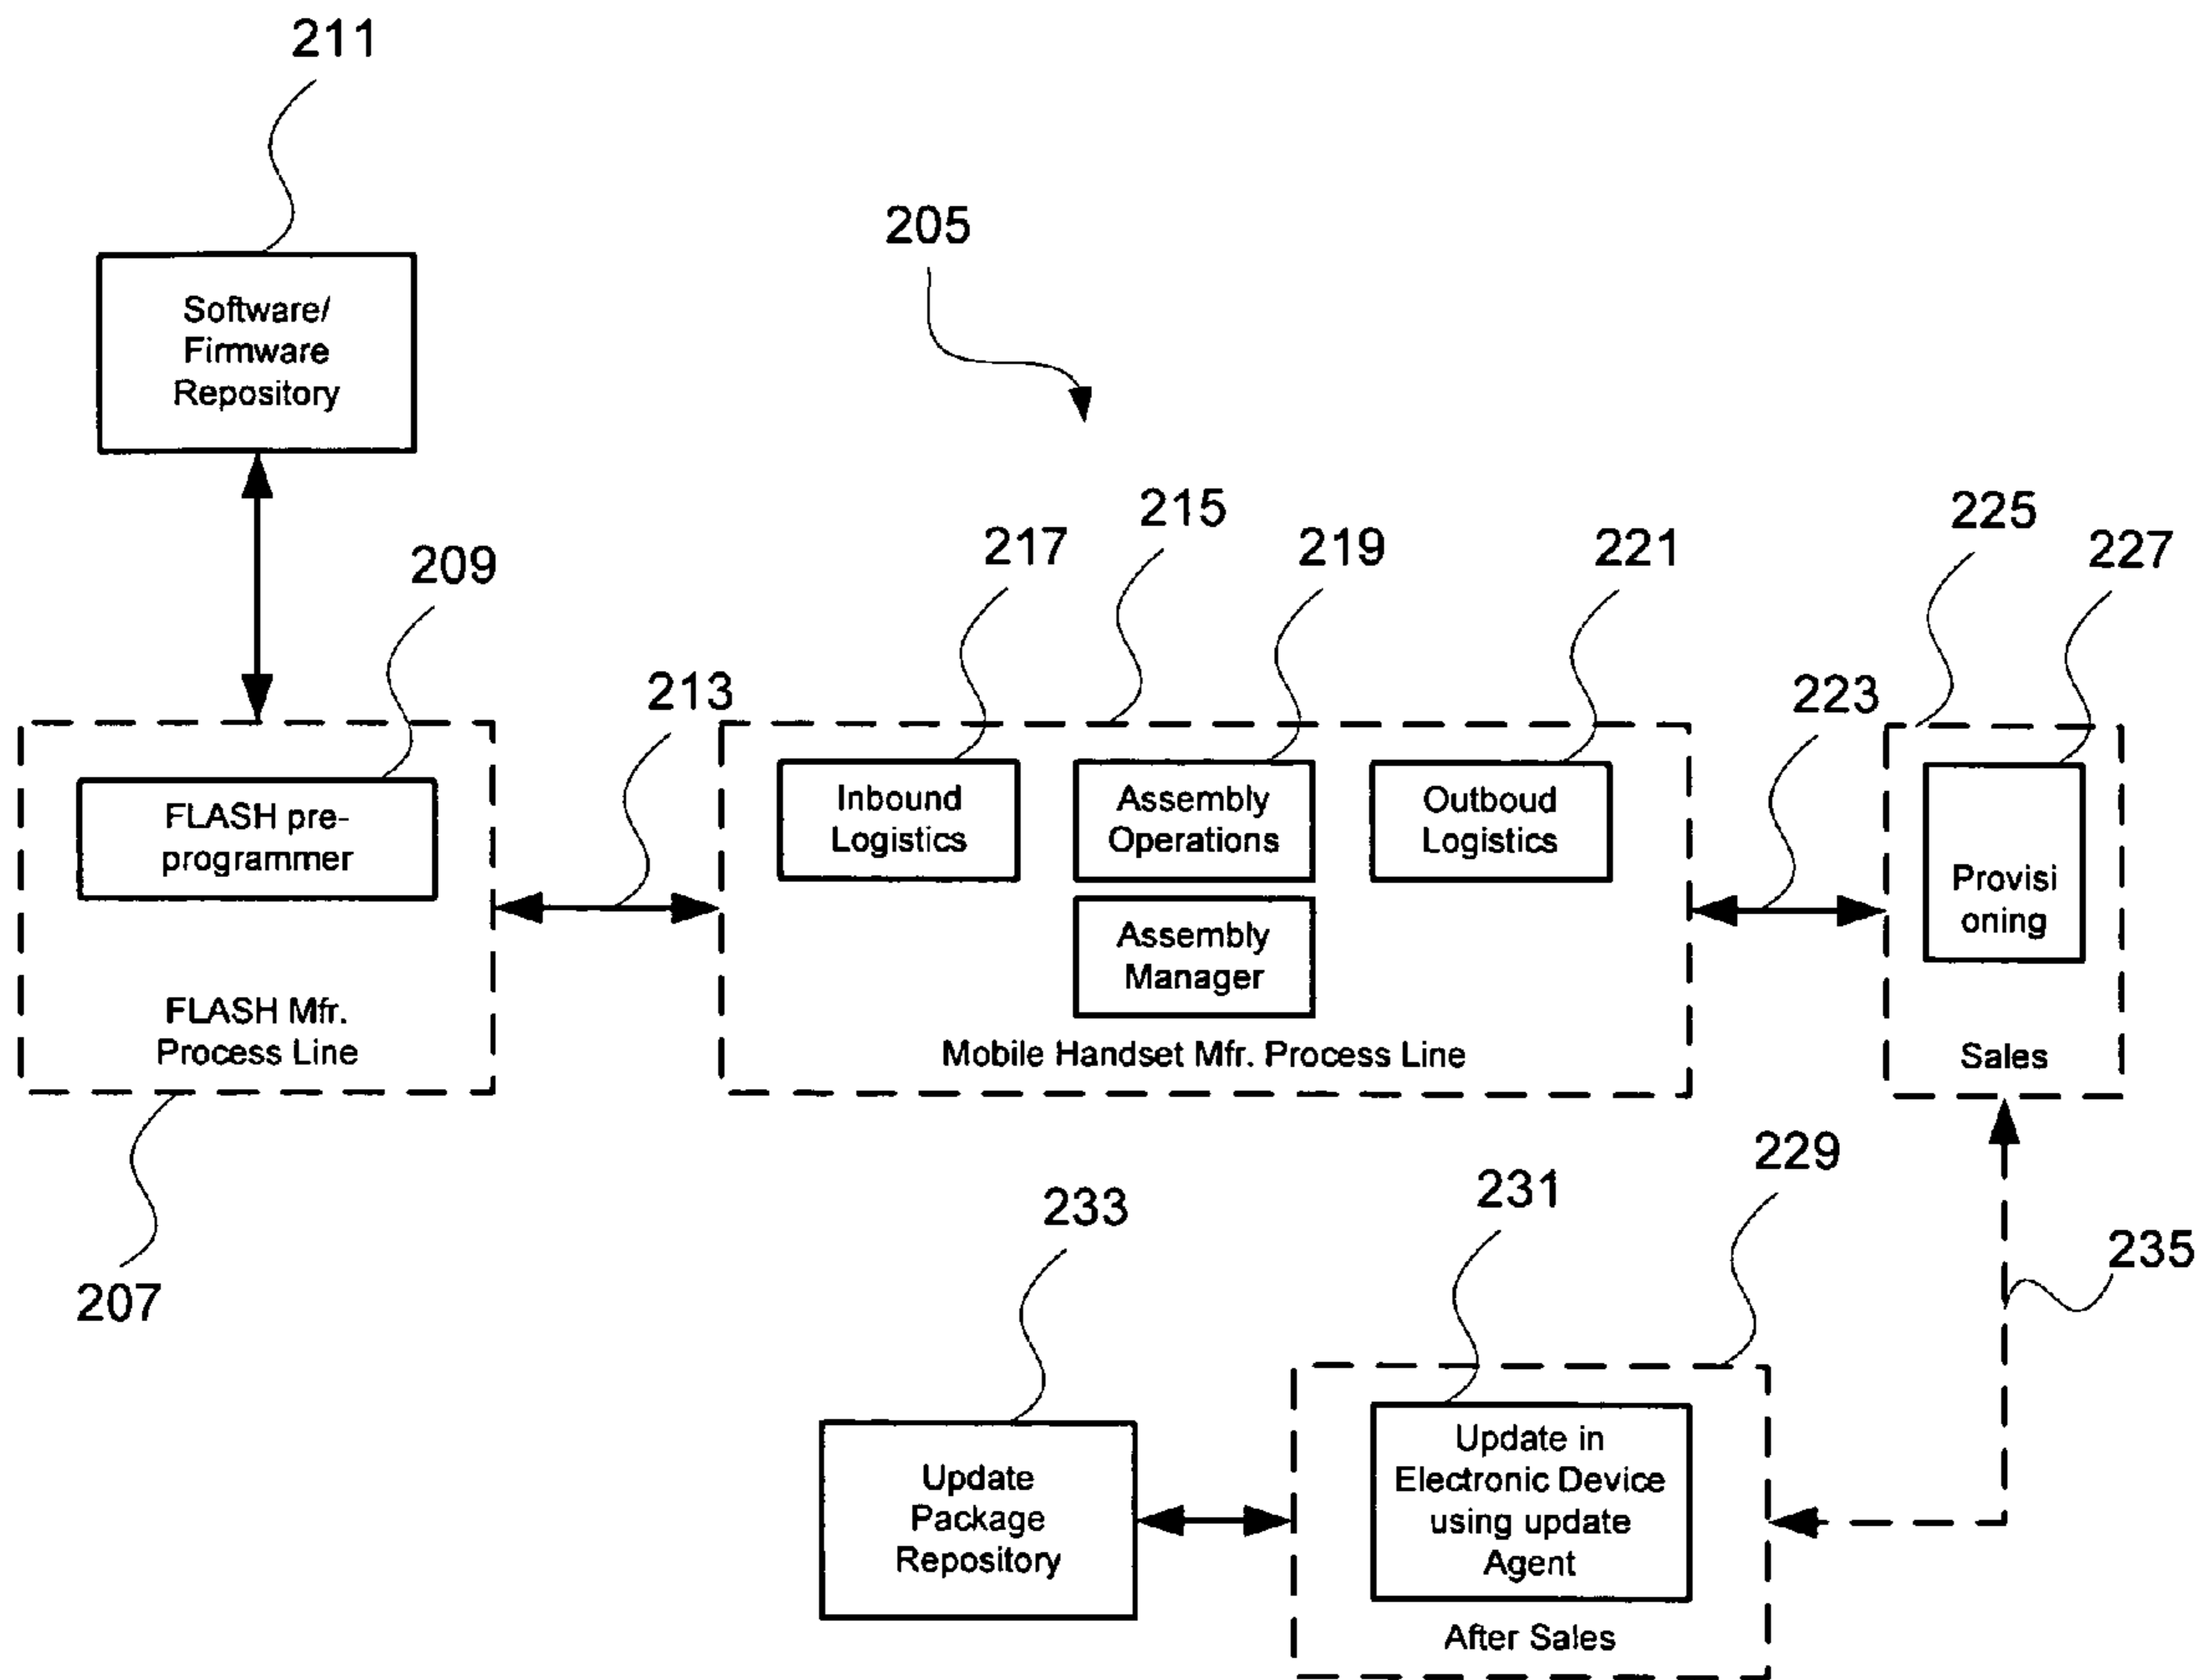 211
205
Software/
Firmware
Repository
209
213
217
215
219
221
223
225
227
FLASH pre-
programmer
FLASH Mfr.
Process Line
207
Inbound
Logistics
Assembly
Operations
Outboud
Logistics
Assembly
Manager
Mobile Handset Mfr. Process Line
Provisi
oning
Sales
233
231
229
235
Update
Package
Repository
Update in
Electronic Device
using update
Agent
After Sales